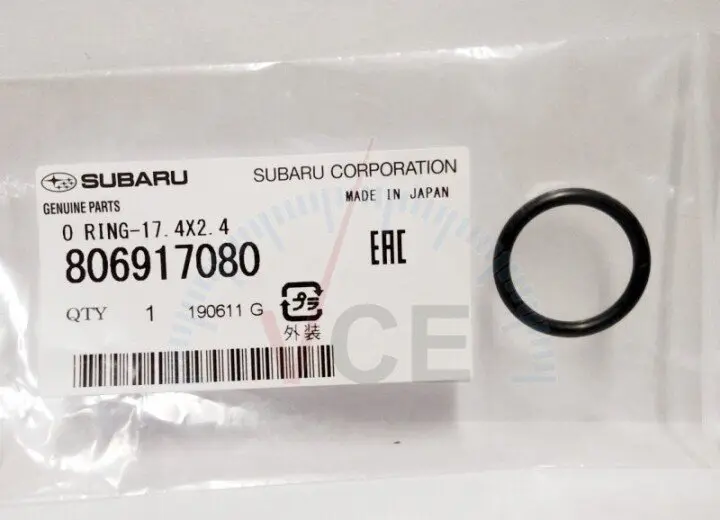 SUBARU
SUBARU CORPORATION
GENUINE PARTS
MADE IN JAPAN
O RING-17.4X2.4
806917080
EAC
QTY 1 190611 G
プラ
外装
YCE